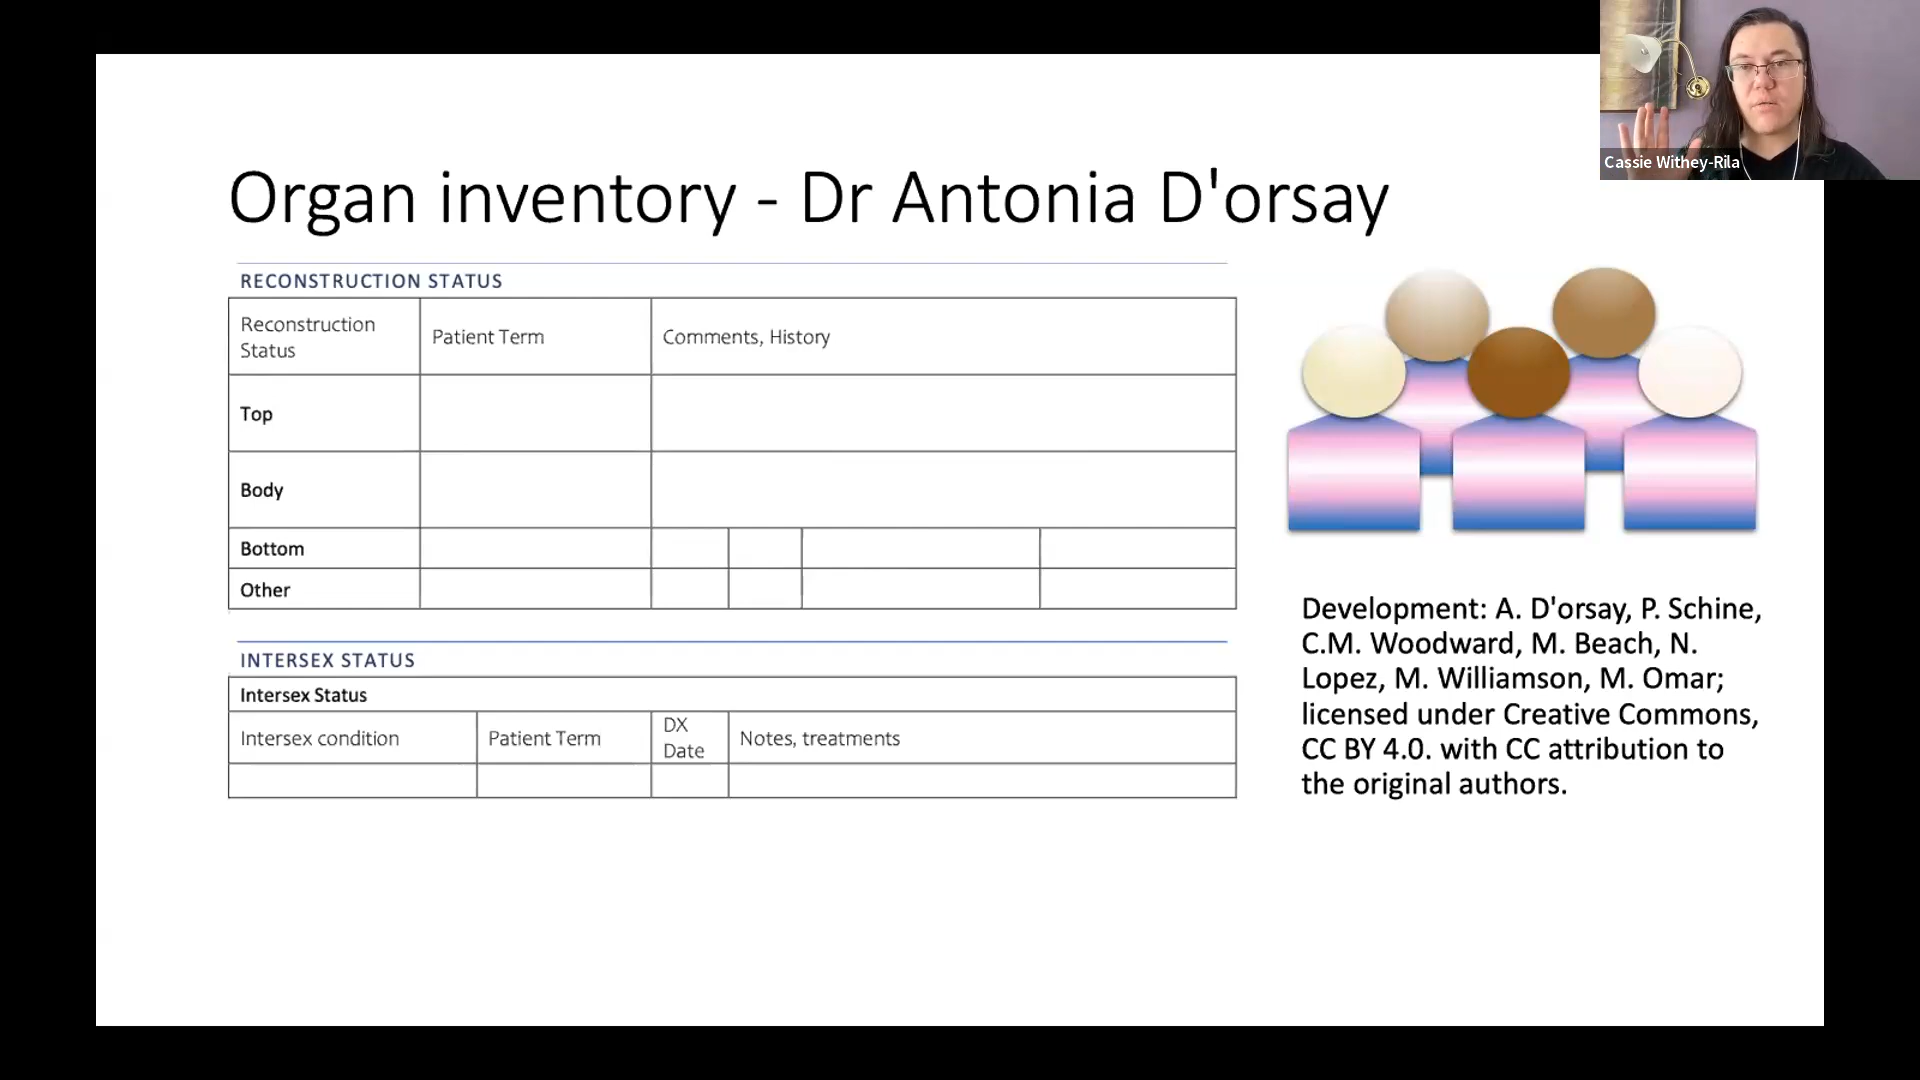 Cassie Withey-Rila
Organ inventory - Dr Antonia D'orsay
RECONSTRUCTION STATUS
Reconstruction
Status
Patient Term
Comments, History
Top
Body
Bottom
Other
INTERSEX STATUS
Intersex Status
Intersex condition
Patient Term
DX
Date
Notes, treatments
Development: A. D'orsay, P. Schine,
C.M. Woodward, M. Beach, N.
Lopez, M. Williamson, M. Omar;
licensed under Creative Commons,
CC BY 4.0. with CC attribution to
the original authors.